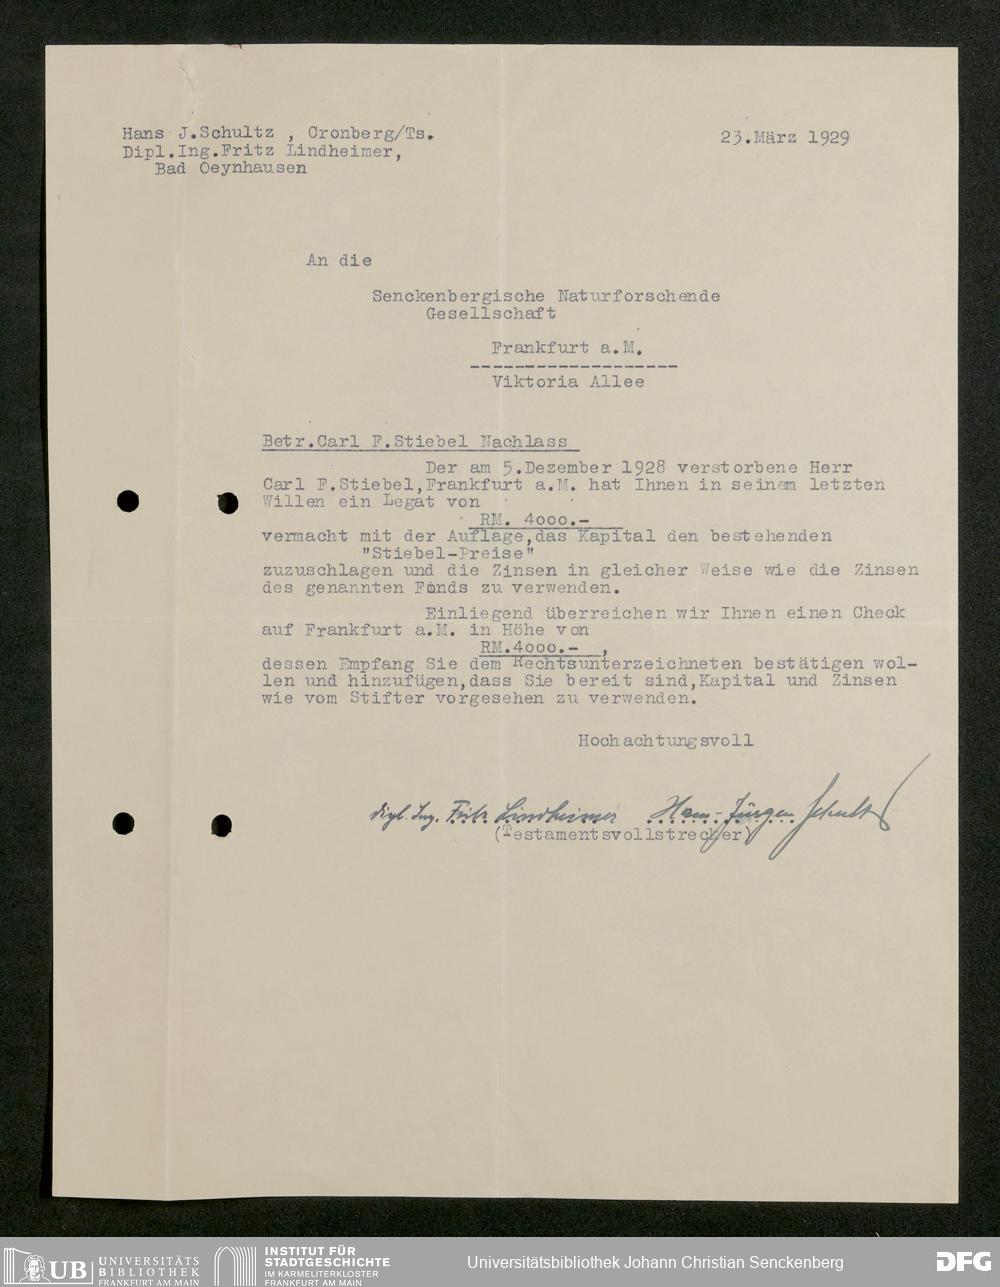 Hans J.Schultz , Cronberg/Ts.
Dipl.Ing.Fritz Lindheimer,
Bad Oeynhausen
23.März 1929
An die
Senckenbergische Naturforschende
Gesellschaft
Frankfurt a.M.
Viktoria Allee
Betr.Carl F.Stiebel Nachlass
Der am 5.Dezember 1928 verstorbene Herr
Carl F.Stiebel,Frankfurt a.M. hat Ihnen in seinem letzten
Willen ein Legat von
RM. 4000.-
vermacht mit der Auflage,das Kapital den bestehenden
"Stiebel-Preise"
zuzuschlagen und die Zinsen in gleicher Weise wie die Zinsen
des genannten Fonds zu verwenden.
Einliegend überreichen wir Ihnen einen Check
auf Frankfurt a.M. in Höhe von
RM.4000.- ,
dessen Empfang Sie dem Rechtsunterzeichneten bestätigen wol-
len und hinzufügen,dass Sie bereit sind,Kapital und Zinsen
wie vom Stifter vorgesehen zu verwenden.
Hochachtungsvoll
dipl. Ing. Fritz Lindheimer Hans-Jürgen Schultz
(Testamentsvollstrecker)
UB UNIVERSITÄTS
BIBLIOTHEK
FRANKFURT AM MAIN
INSTITUT FÜR
STADTGESCHICHTE
IM KARMELITERKLOSTER
FRANKFURT AM MAIN
Universitätsbibliothek Johann Christian Senckenberg
DFG